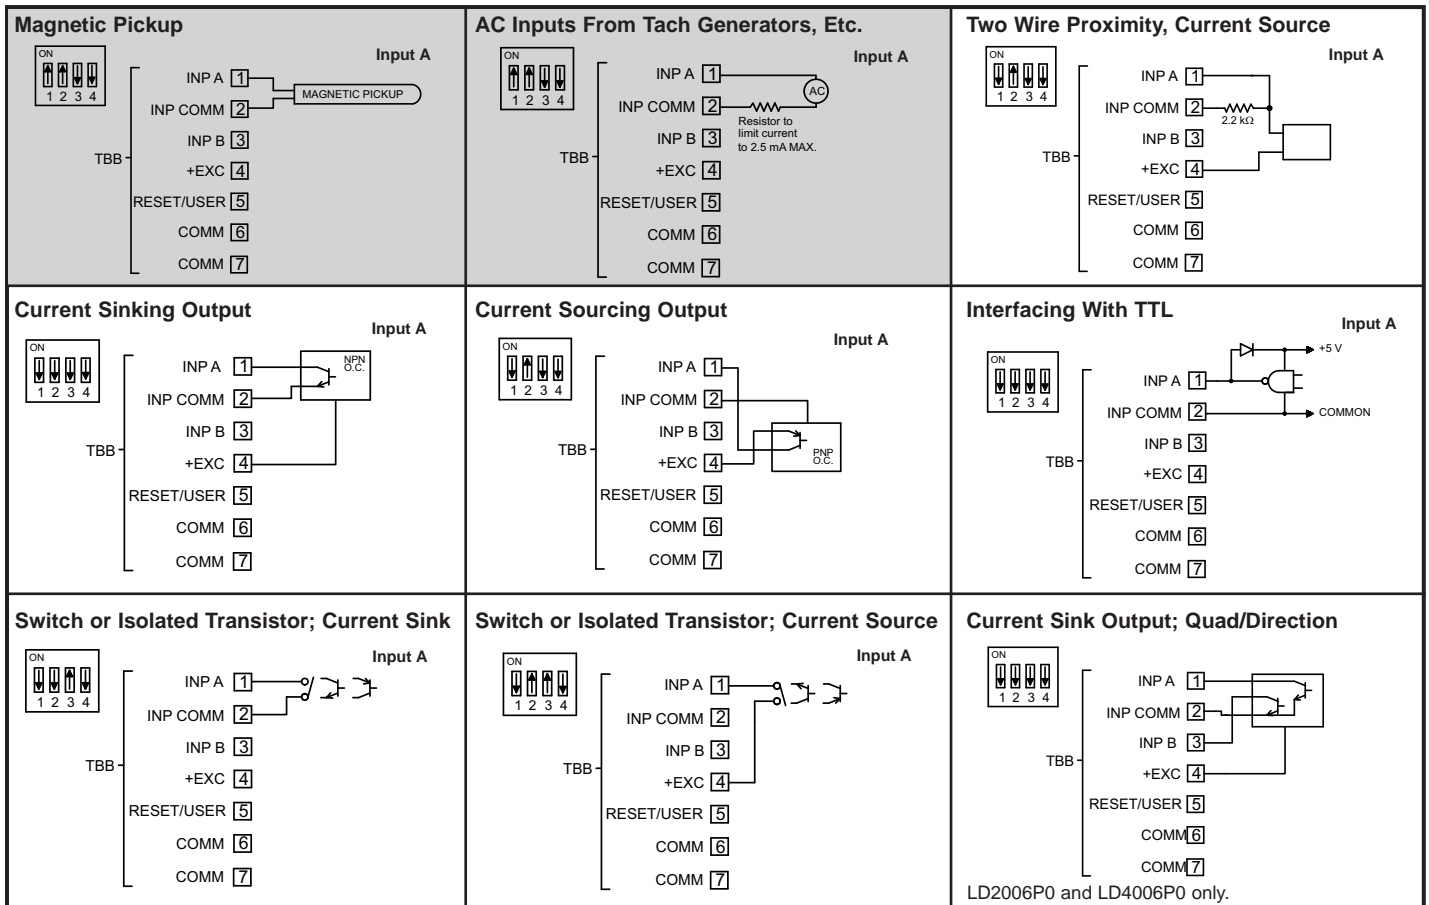 Magnetic Pickup
Input A
ON
1 2 3 4
INP A 1
MAGNETIC PICKUP
INP COMM 2
INP B 3
TBB
+EXC 4
RESET/USER 5
COMM 6
COMM 7
AC Inputs From Tach Generators, Etc.
Input A
ON
1 2 3 4
INP A 1
AC
INP COMM 2
Resistor to
limit current
to 2.5 mA MAX.
INP B 3
TBB
+EXC 4
RESET/USER 5
COMM 6
COMM 7
Two Wire Proximity, Current Source
Input A
ON
1 2 3 4
INP A 1
INP COMM 2
2.2 kΩ
INP B 3
TBB
+EXC 4
RESET/USER 5
COMM 6
COMM 7
Current Sinking Output
Input A
ON
1 2 3 4
NPN
O.C.
INP A 1
INP COMM 2
INP B 3
TBB
+EXC 4
RESET/USER 5
COMM 6
COMM 7
Current Sourcing Output
Input A
ON
1 2 3 4
INP A 1
INP COMM 2
INP B 3
TBB
PNP
O.C.
+EXC 4
RESET/USER 5
COMM 6
COMM 7
Interfacing With TTL
Input A
ON
1 2 3 4
+5 V
INP A 1
INP COMM 2
COMMON
INP B 3
TBB
+EXC 4
RESET/USER 5
COMM 6
COMM 7
Switch or Isolated Transistor; Current Sink
Input A
ON
1 2 3 4
INP A 1
INP COMM 2
INP B 3
TBB
+EXC 4
RESET/USER 5
COMM 6
COMM 7
Switch or Isolated Transistor; Current Source
Input A
ON
1 2 3 4
INP A 1
INP COMM 2
INP B 3
TBB
+EXC 4
RESET/USER 5
COMM 6
COMM 7
Current Sink Output; Quad/Direction
ON
1 2 3 4
INP A 1
INP COMM 2
INP B 3
TBB
+EXC 4
RESET/USER 5
COMM 6
COMM 7
LD2006P0 and LD4006P0 only.